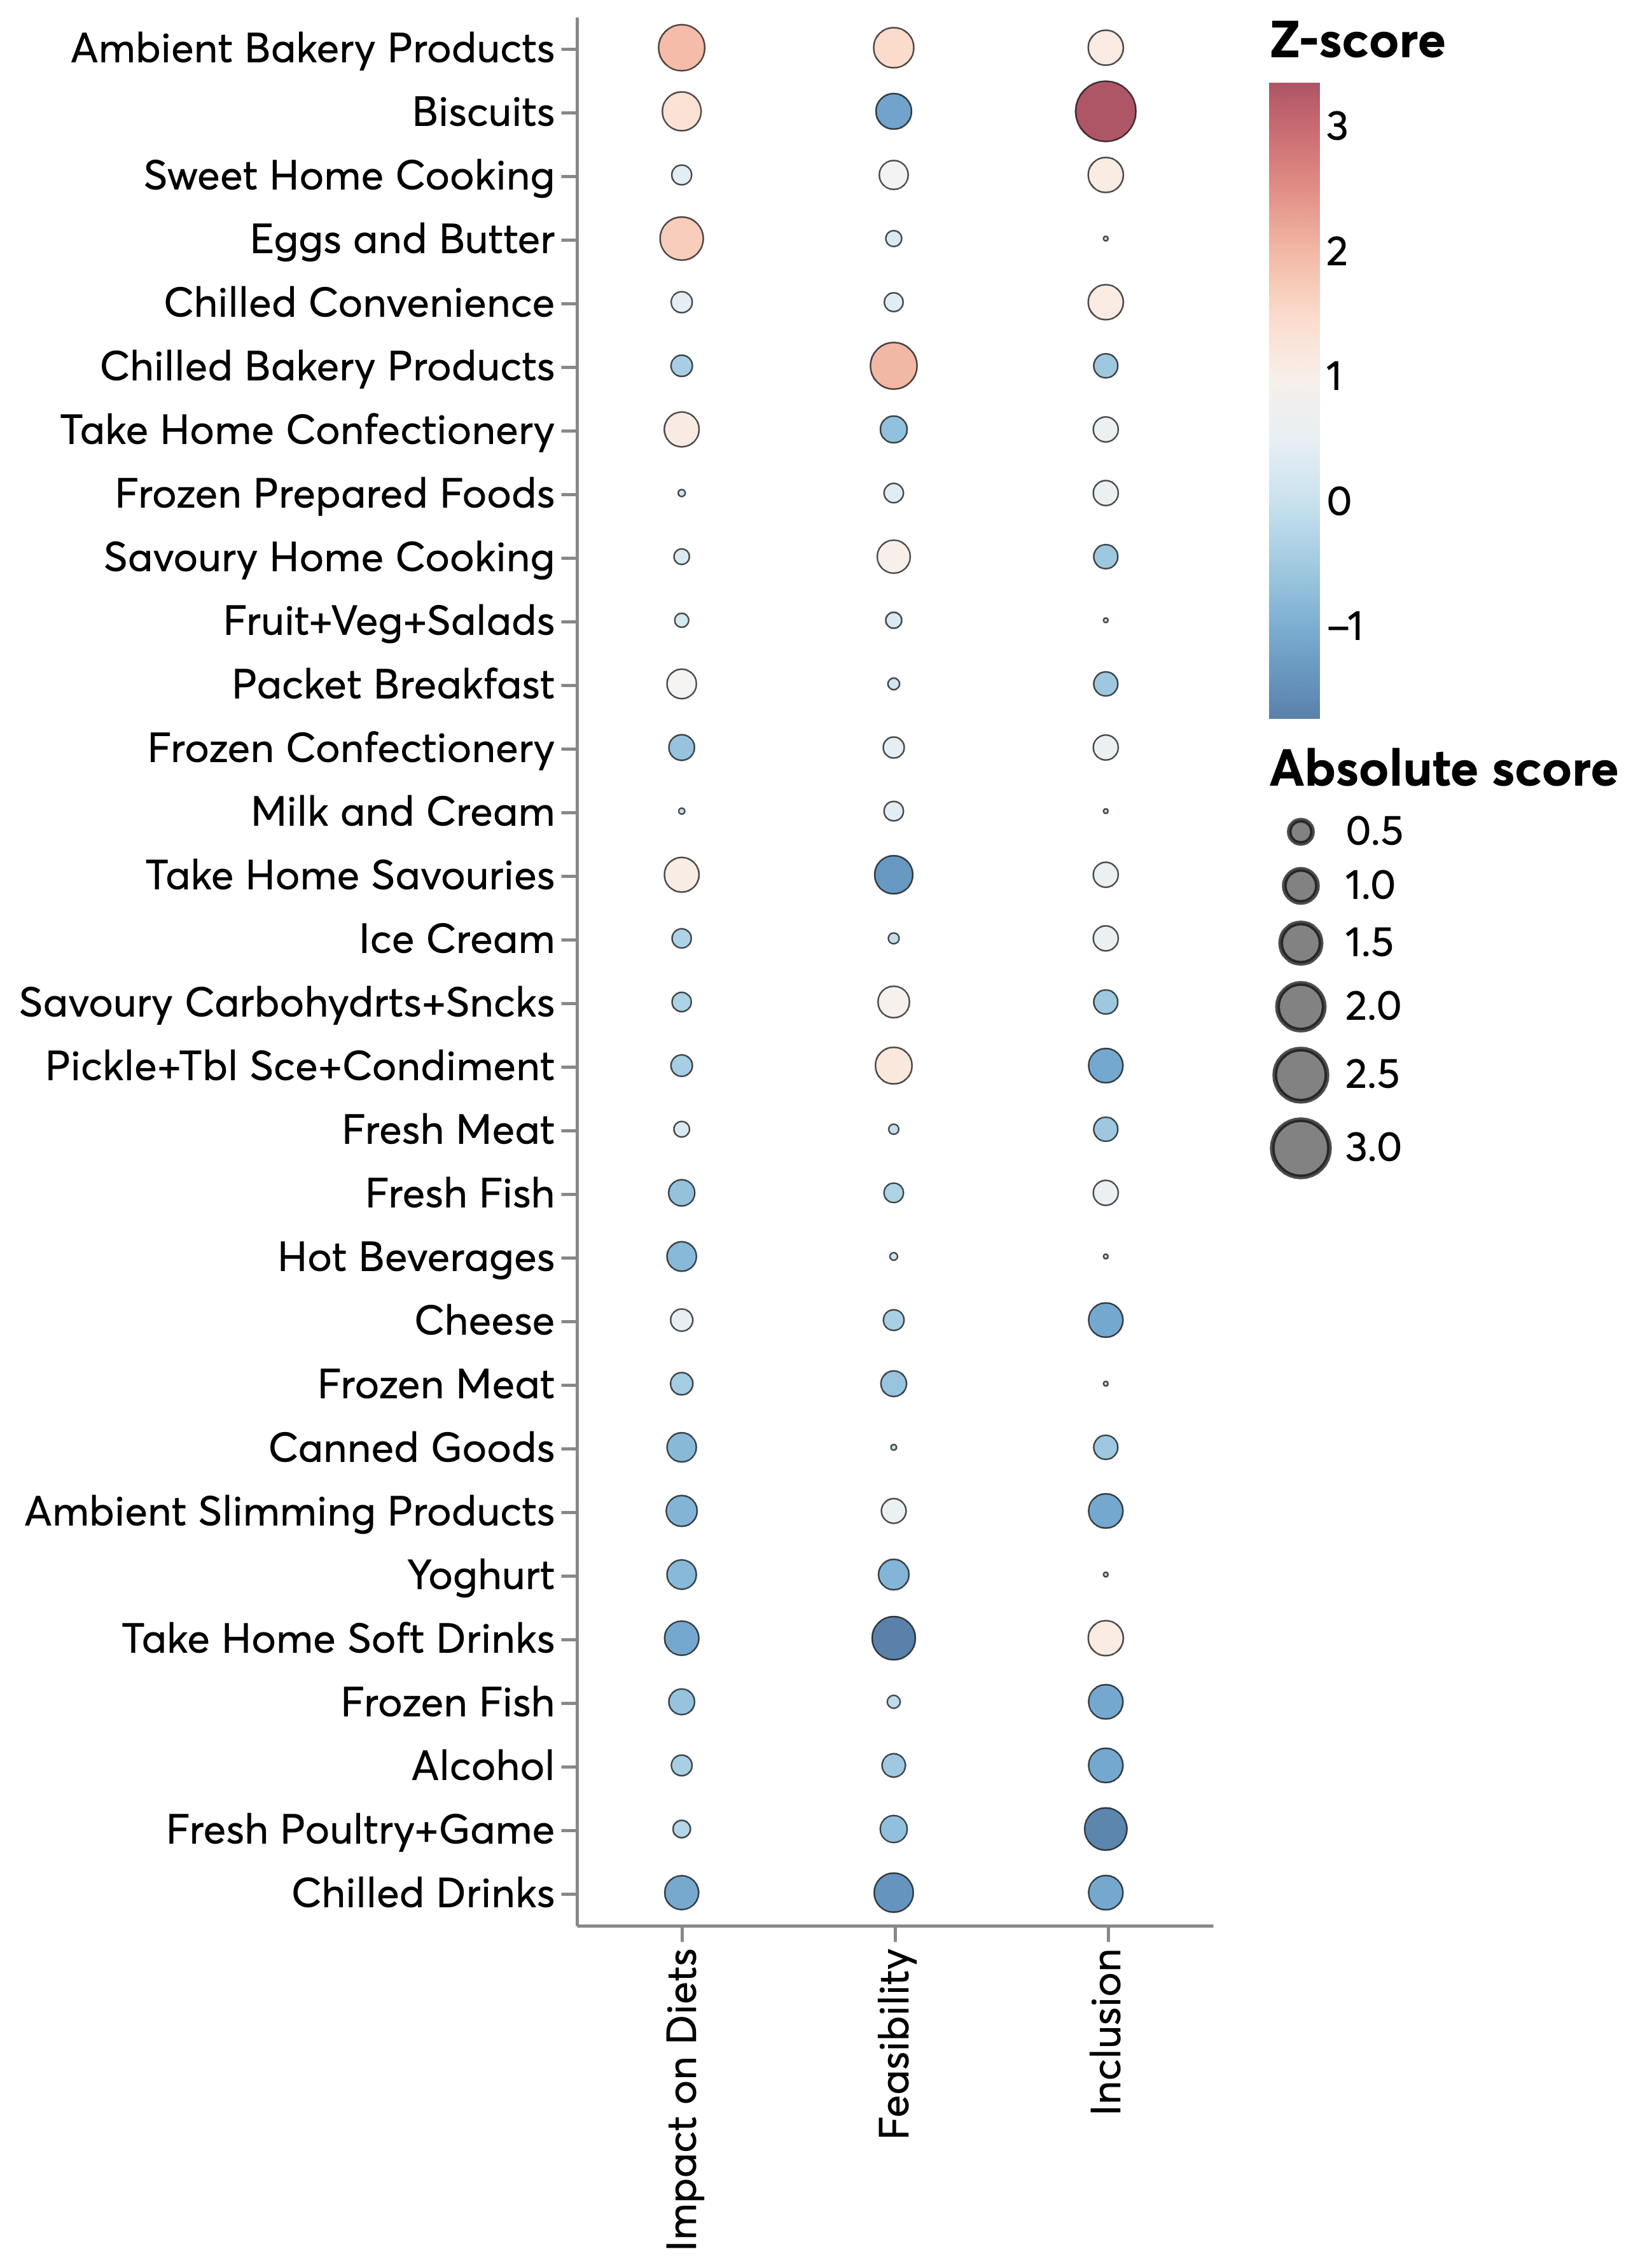 Ambient Bakery Products
Biscuits
Sweet Home Cooking
Eggs and Butter
Chilled Convenience
Chilled Bakery Products
Take Home Confectionery
Frozen Prepared Foods
Savoury Home Cooking
Fruit+Veg+Salads
Packet Breakfast
Frozen Confectionery
Milk and Cream
Take Home Savouries
Ice Cream
Savoury Carbohydrts+Sncks
Pickle+Tbl Sce+Condiment
Fresh Meat
Fresh Fish
Hot Beverages
Cheese
Frozen Meat
Canned Goods
Ambient Slimming Products
Yoghurt
Take Home Soft Drinks
Frozen Fish
Alcohol
Fresh Poultry+Game
Chilled Drinks
Impact on Diets
Feasibility
Inclusion
Z-score
3
2
1
0
−1
Absolute score
0.5
1.0
1.5
2.0
2.5
3.0